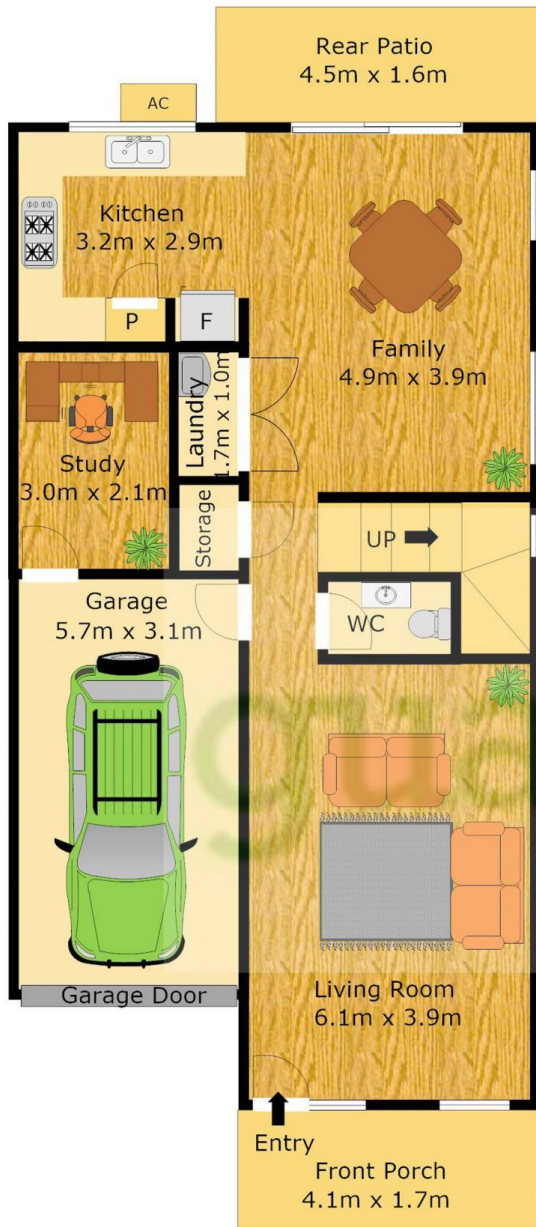 Rear Patio
4.5m x 1.6m
AC
Kitchen
3.2m x 2.9m
P
F
Family
4.9m x 3.9m
Laundry
1.7m x 1.0m
Study
3.0m x 2.1m
Storage
UP
WC
Garage
5.7m x 3.1m
Garage Door
Living Room
6.1m x 3.9m
Entry
Front Porch
4.1m x 1.7m